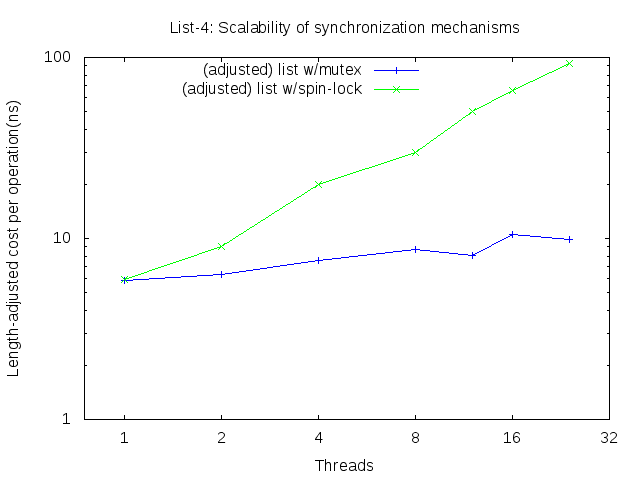 List-4: Scalability of synchronization mechanisms
(adjusted) list w/mutex
(adjusted) list w/spin-lock
Length-adjusted cost per operation(ns)
100
10
1
1 2 4 8 16 32
Threads